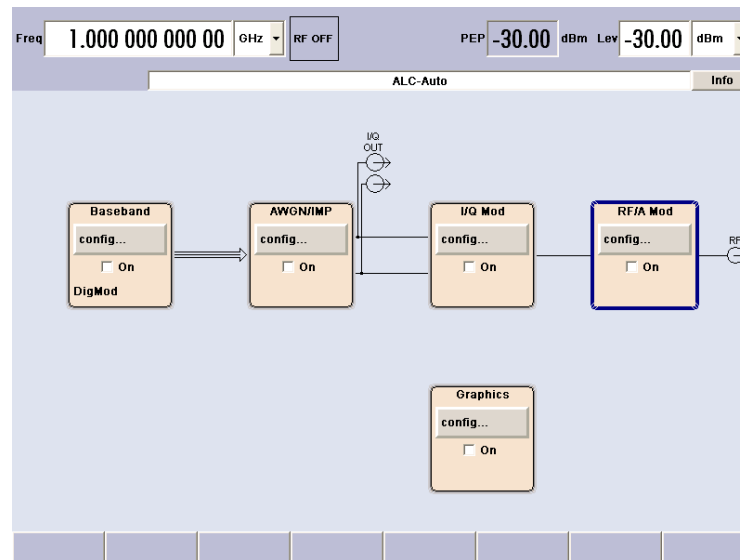 Freq 1.000 000 000 00 GHz RF OFF PEP -30.00 dBm Lev -30.00 dBm
ALC-Auto Info
I/Q
OUT
Baseband AWGN/IMP I/Q Mod RF/A Mod
config... config... config... config...
RF
On On On On
DigMod
Graphics
config...
On